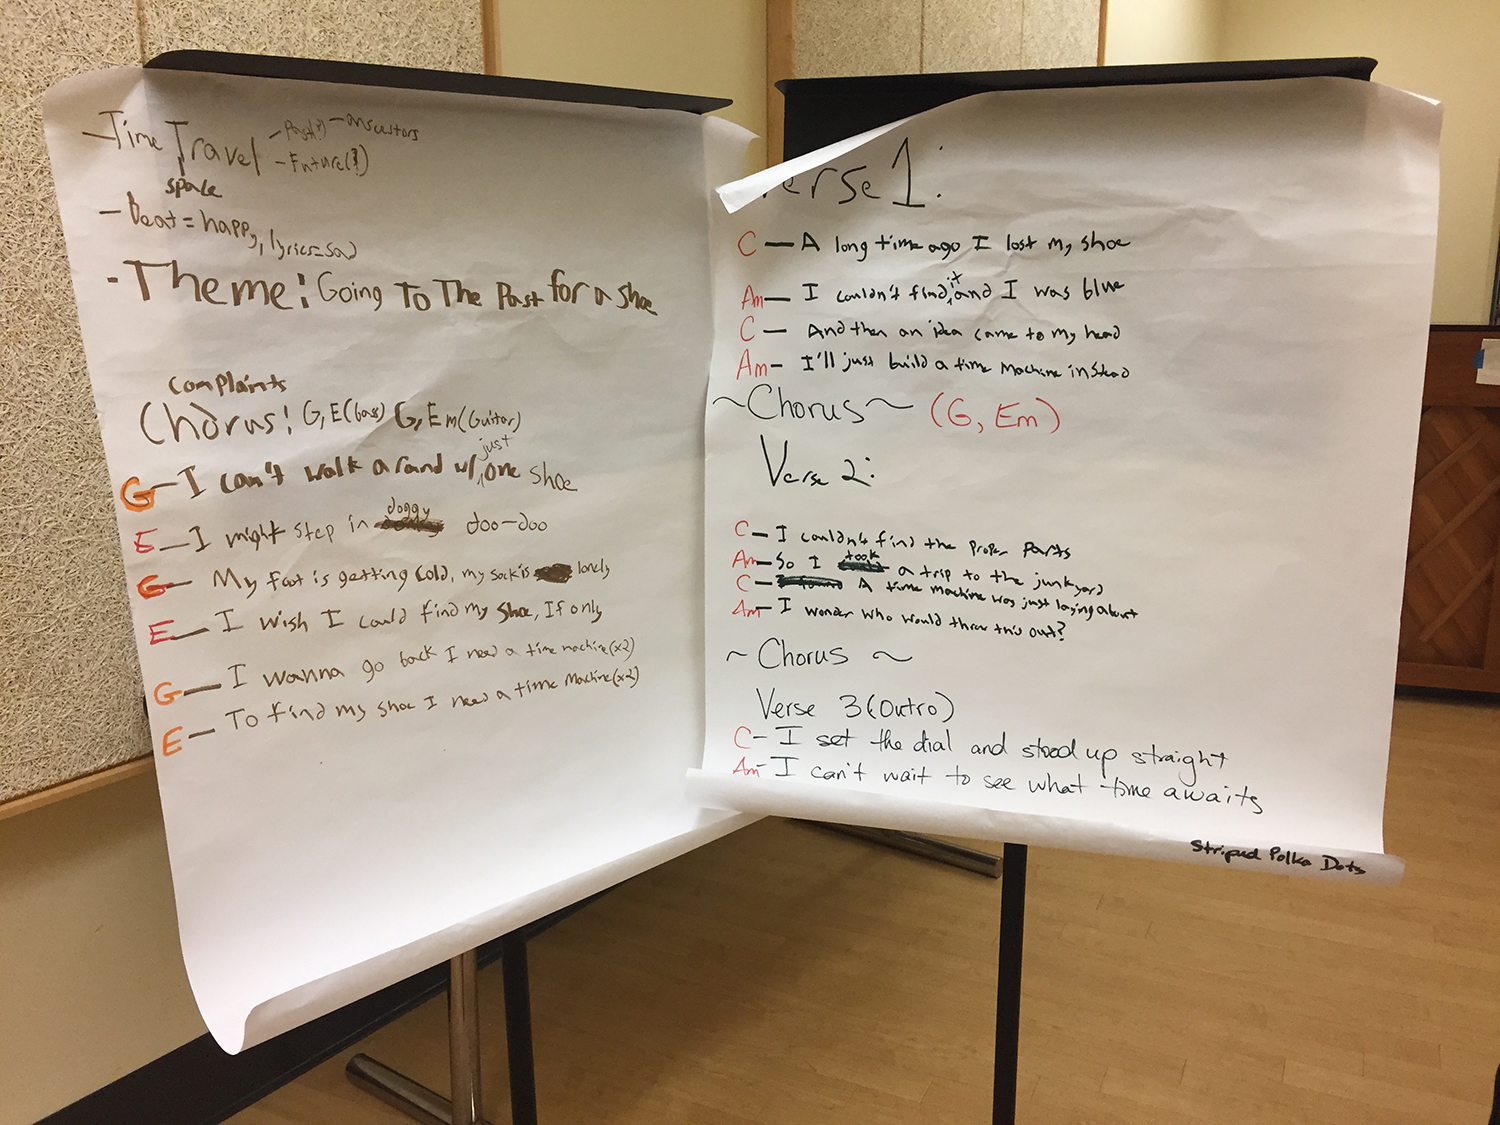 - Time Travel - Past(?) - ancestors
- Future(?)
space
- beat = happy, lyrics=sad
- Theme: Going To The Past for a Shoe
complaints
Chorus: G, E(bass) G, Em(Guitar)
just
G - I can't walk around w/ one shoe
doggy
E - I might step in doo-doo
G - My foot is getting cold, my sock is lonely
E - I wish I could find my shoe, If only
G - I wanna go back I need a time machine (x2)
E - To find my shoe I need a time machine (x2)
Verse 1:
C - A long time ago I lost my shoe
it
Am - I couldn't find, and I was blue
C - And then an idea came to my head
Am - I'll just build a time machine instead
~Chorus~ (G, Em)
Verse 2:
C - I couldn't find the proper parts
took
Am - So I a trip to the junkyard
C - A time machine was just laying about
Am - I wonder who would throw this out?
~ Chorus ~
Verse 3 (Outro)
C - I set the dial and stood up straight
Am - I can't wait to see what time awaits
Striped Polka Dots